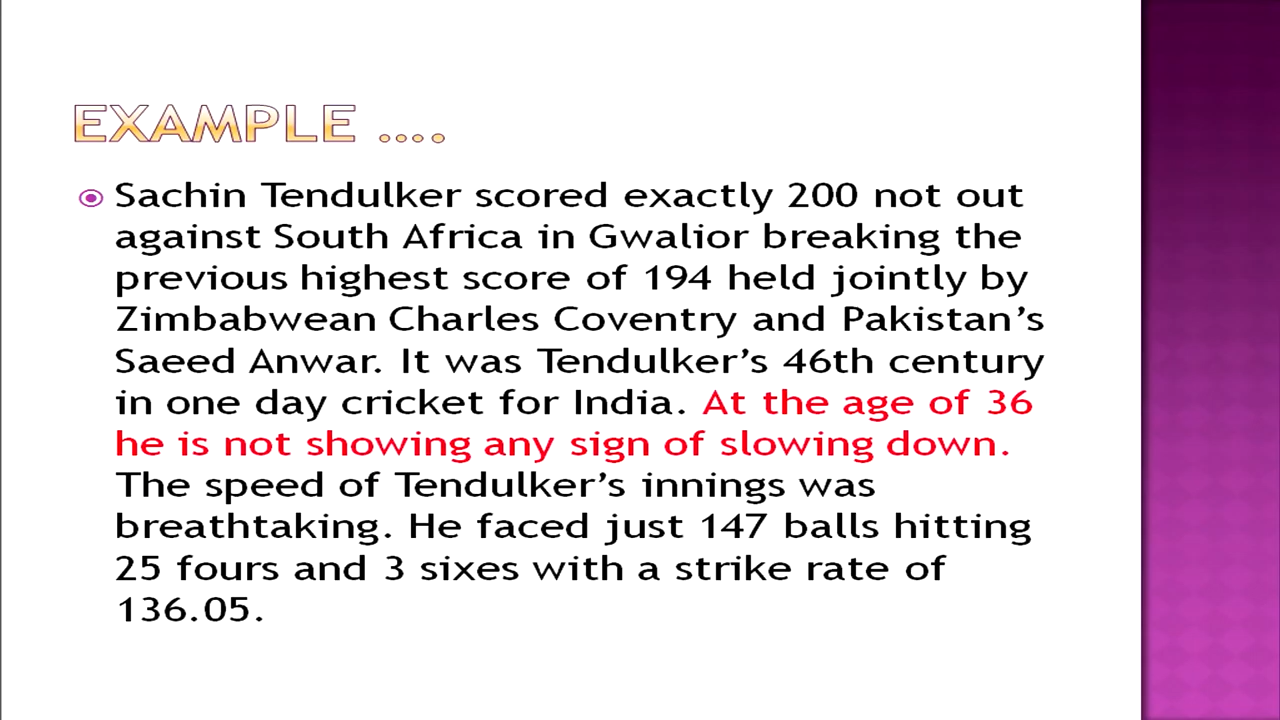 EXAMPLE ....
Sachin Tendulker scored exactly 200 not out
against South Africa in Gwalior breaking the
previous highest score of 194 held jointly by
Zimbabwean Charles Coventry and Pakistan’s
Saeed Anwar. It was Tendulker’s 46th century
in one day cricket for India. At the age of 36
he is not showing any sign of slowing down.
The speed of Tendulker’s innings was
breathtaking. He faced just 147 balls hitting
25 fours and 3 sixes with a strike rate of
136.05.